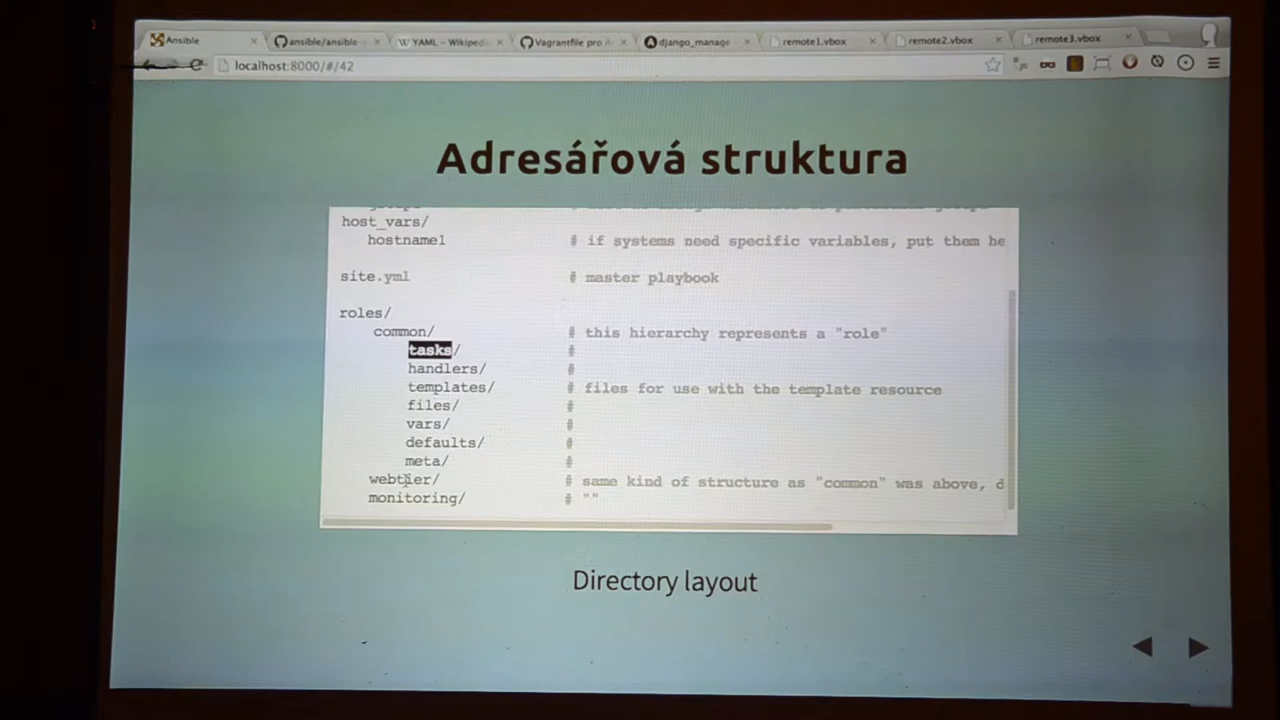 Ansible
ansible/ansible
YAML – Wikiped
Vagrantfile pro A
django_manage
remote1.vbox
remote2.vbox
remote3.vbox
localhost:8000/#/42
Adresářová struktura
host_vars/
hostname1 # if systems need specific variables, put them he
site.yml # master playbook
roles/
common/ # this hierarchy represents a "role"
tasks/ #
handlers/ #
templates/ # files for use with the template resource
files/ #
vars/ #
defaults/ #
meta/ #
webtier/ # same kind of structure as "common" was above, d
monitoring/ # ""
Directory layout